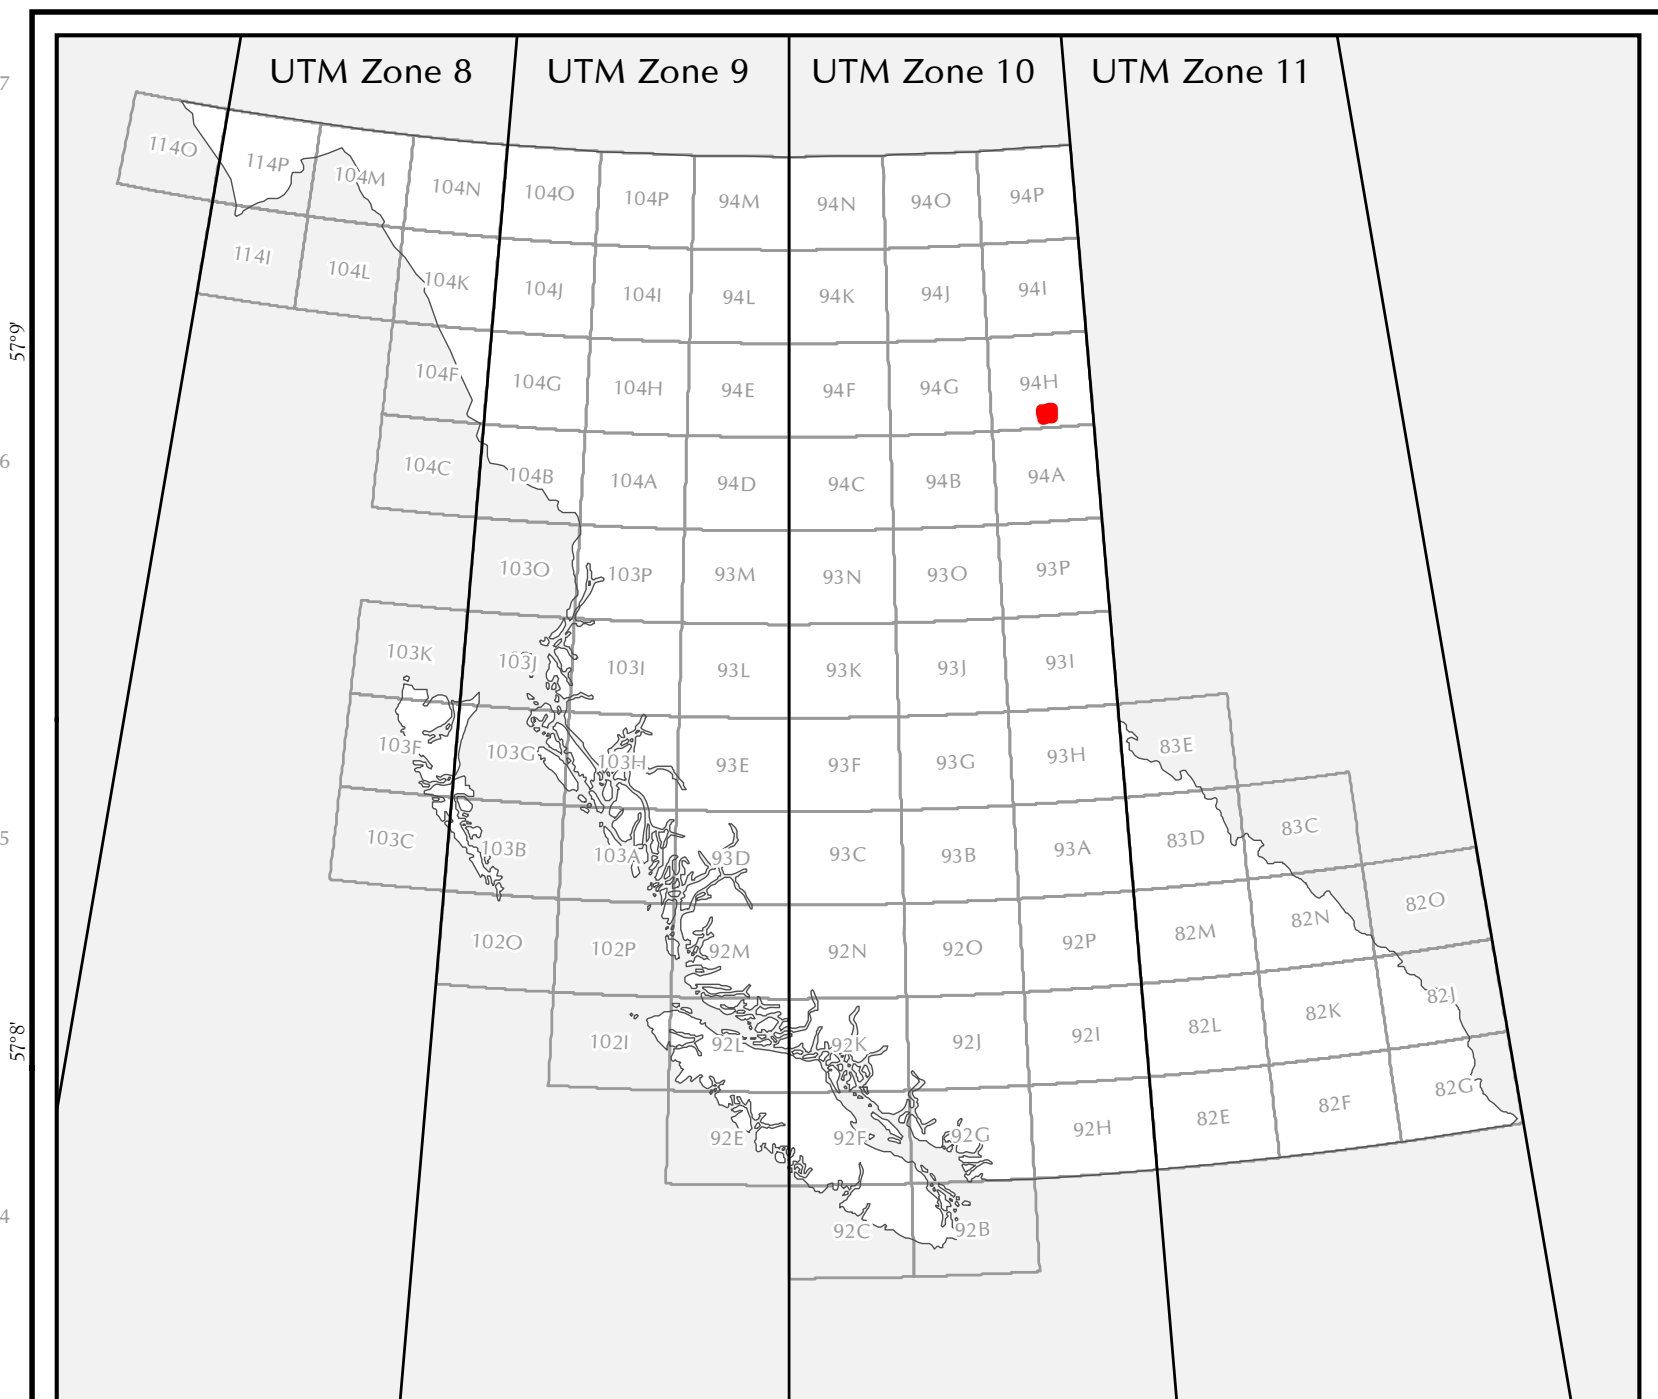 UTM Zone 8 UTM Zone 9 UTM Zone 10 UTM Zone 11
7
114O 114P 104M 104N 104O 104P 94M 94N 94O 94P
114I 104L 104K 104J 104I 94L 94K 94J 94I
57°9'
104F 104G 104H 94E 94F 94G 94H
6
104C 104B 104A 94D 94C 94B 94A
103O 103P 93M 93N 93O 93P
103K 103J 103I 93L 93K 93J 93I
103F 103G 103H 93E 93F 93G 93H 83E
5
103C 103B 103A 93D 93C 93B 93A 83D 83C
102O 102P 92M 92N 92O 92P 82M 82N 82O
57°8'
102I 92L 92K 92J 92I 82L 82K 82J
92E 92F 92G 92H 82E 82F 82G
4
92C 92B